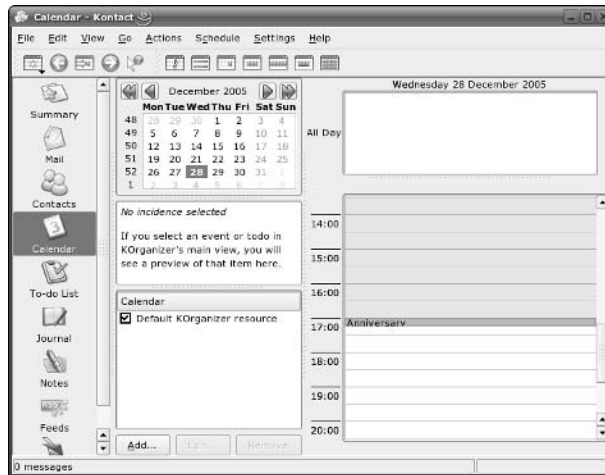 Calendar - Kontact
File Edit View Go Actions Schedule Settings Help
Summary
Mail
Contacts
Calendar
To-do List
Journal
Notes
Feeds
December 2005
Mon Tue Wed Thu Fri Sat Sun
48 28 29 30 1 2 3 4
49 5 6 7 8 9 10 11
50 12 13 14 15 16 17 18
51 19 20 21 22 23 24 25
52 26 27 28 29 30 31 1
1 2 3 4 5 6 7 8
No incidence selected
If you select an event or todo in
KOrganizer's main view, you will
see a preview of that item here.
Calendar
Default KOrganizer resource
Add... Edit... Remove
Wednesday 28 December 2005
All Day
14:00
15:00
16:00
17:00 Anniversary
18:00
19:00
20:00
0 messages